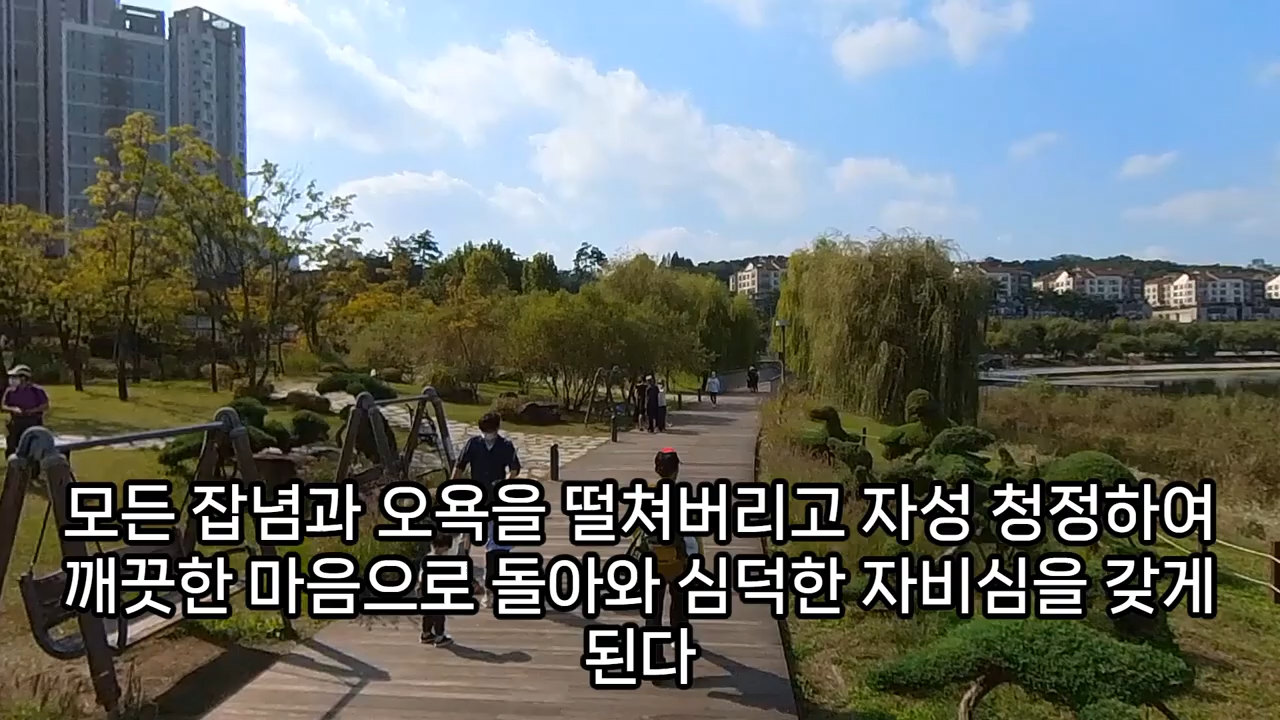 모든 잡념과 오욕을 떨쳐버리고 자성 청정하여
깨끗한 마음으로 돌아와 심덕한 자비심을 갖게
된다